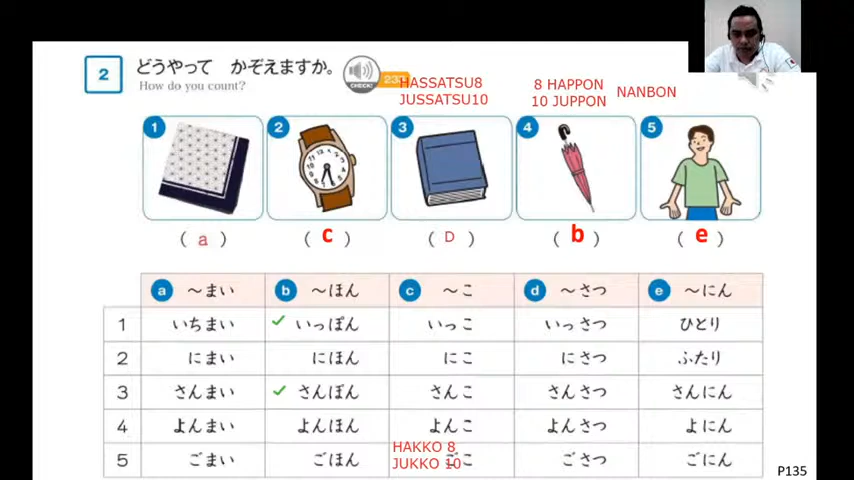 2 どうやって かぞえますか。
How do you count?
CHECK! 233
HASSATSU8
JUSSATSU10
8 HAPPON
10 JUPPON
NANBON
1 2 3 4 5
( a ) ( c ) ( D ) ( b ) ( e )
a ～まい b ～ほん c ～こ d ～さつ e ～にん
1 いちまい ✓ いっぽん いっこ いっさつ ひとり
2 にまい にほん にこ にさつ ふたり
3 さんまい ✓ さんぼん さんこ さんさつ さんにん
4 よんまい よんほん よんこ よんさつ よにん
HAKKO 8
JUKKO 10
5 ごまい ごほん ごこ ごさつ ごにん
P135